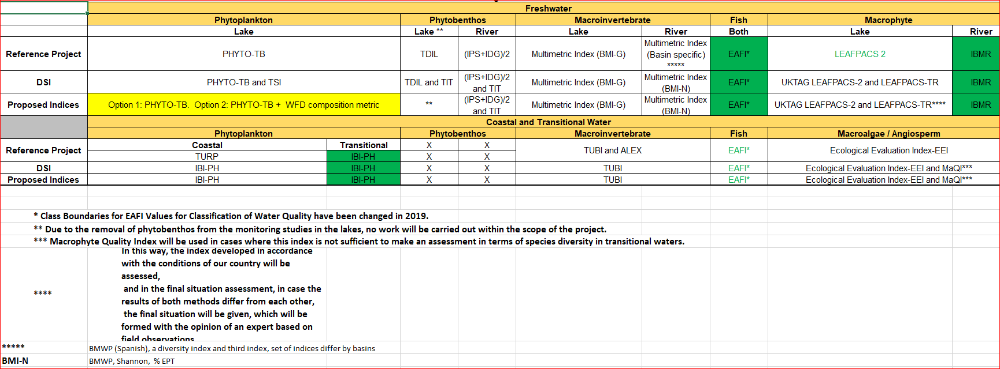 Freshwater
Phytoplankton Phytobenthos Macroinvertebrate Fish Macrophyte
Lake Lake ** River Lake River Both Lake River
Reference Project PHYTO-TB TDIL (IPS+IDG)/2 Multimetric Index (BMI-G) Multimetric Index (Basin specific) ***** EAFI* LEAFPACS 2 IBMR
DSI PHYTO-TB and TSI TDIL and TIT (IPS+IDG)/2 and TIT Multimetric Index (BMI-G) Multimetric Index (BMI-N) EAFI* UKTAG LEAFPACS-2 and LEAFPACS-TR IBMR
Proposed Indices Option 1: PHYTO-TB. Option 2: PHYTO-TB + WFD composition metric ** (IPS+IDG)/2 and TIT Multimetric Index (BMI-G) Multimetric Index (BMI-N) EAFI* UKTAG LEAFPACS-2 and LEAFPACS-TR**** IBMR
Coastal and Transitional Water
Phytoplankton Phytobenthos Macroinvertebrate Fish Macroalgae / Angiosperm
Reference Project Coastal Transitional X X TUBI and ALEX EAFI* Ecological Evaluation Index-EEI
TURP IBI-PH X X
DSI IBI-PH IBI-PH X X TUBI EAFI* Ecological Evaluation Index-EEI and MaQI***
Proposed Indices IBI-PH IBI-PH X X TUBI EAFI* Ecological Evaluation Index-EEI and MaQI***
* Class Boundaries for EAFI Values for Classification of Water Quality have been changed in 2019.
** Due to the removal of phytobenthos from the monitoring studies in the lakes, no work will be carried out within the scope of the project.
*** Macrophyte Quality Index will be used in cases where this index is not sufficient to make an assessment in terms of species diversity in transitional waters.
In this way, the index developed in accordance
with the conditions of our country will be
assessed,
and in the final situation assessment, in case the
**** results of both methods differ from each other,
the final situation will be given, which will be
formed with the opinion of an expert based on
field observations
***** BMWP (Spanish), a diversity index and third index, set of indices differ by basins
BMI-N BMWP, Shannon, % EPT